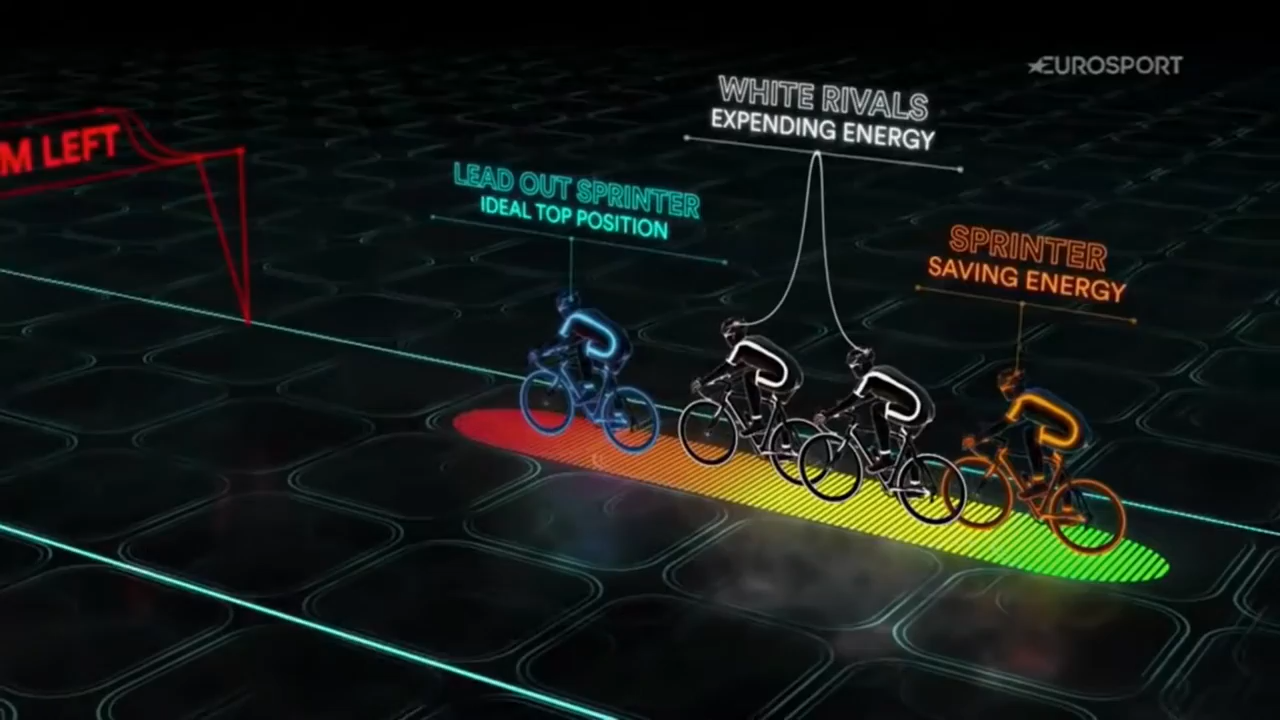 EUROSPORT
WHITE RIVALS
EXPENDING ENERGY
M LEFT
LEAD OUT SPRINTER
IDEAL TOP POSITION
SPRINTER
SAVING ENERGY